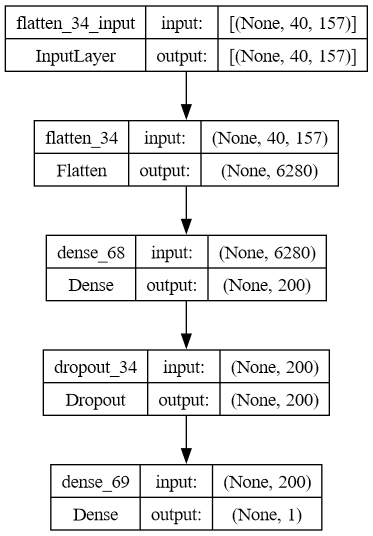 flatten_34_input input: [(None, 40, 157)]
InputLayer output: [(None, 40, 157)]
flatten_34 input: (None, 40, 157)
Flatten output: (None, 6280)
dense_68 input: (None, 6280)
Dense output: (None, 200)
dropout_34 input: (None, 200)
Dropout output: (None, 200)
dense_69 input: (None, 200)
Dense output: (None, 1)